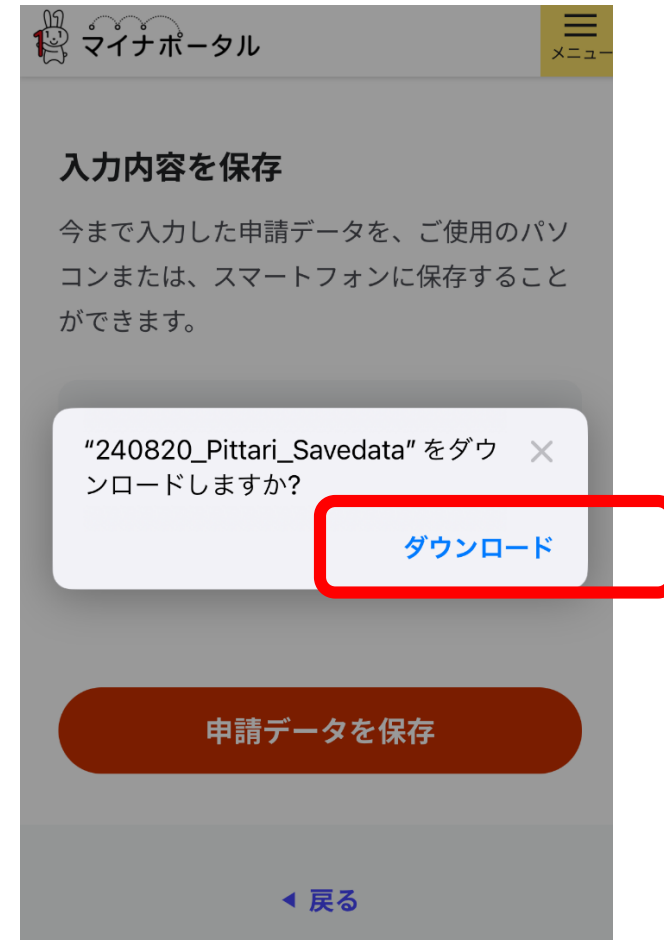 マイナポータル
メニュー
入力内容を保存
今まで入力した申請データを、ご使用のパソ
コンまたは、スマートフォンに保存すること
ができます。
“240820_Pittari_Savedata” をダウ
ンロードしますか?
ダウンロード
申請データを保存
◀ 戻る